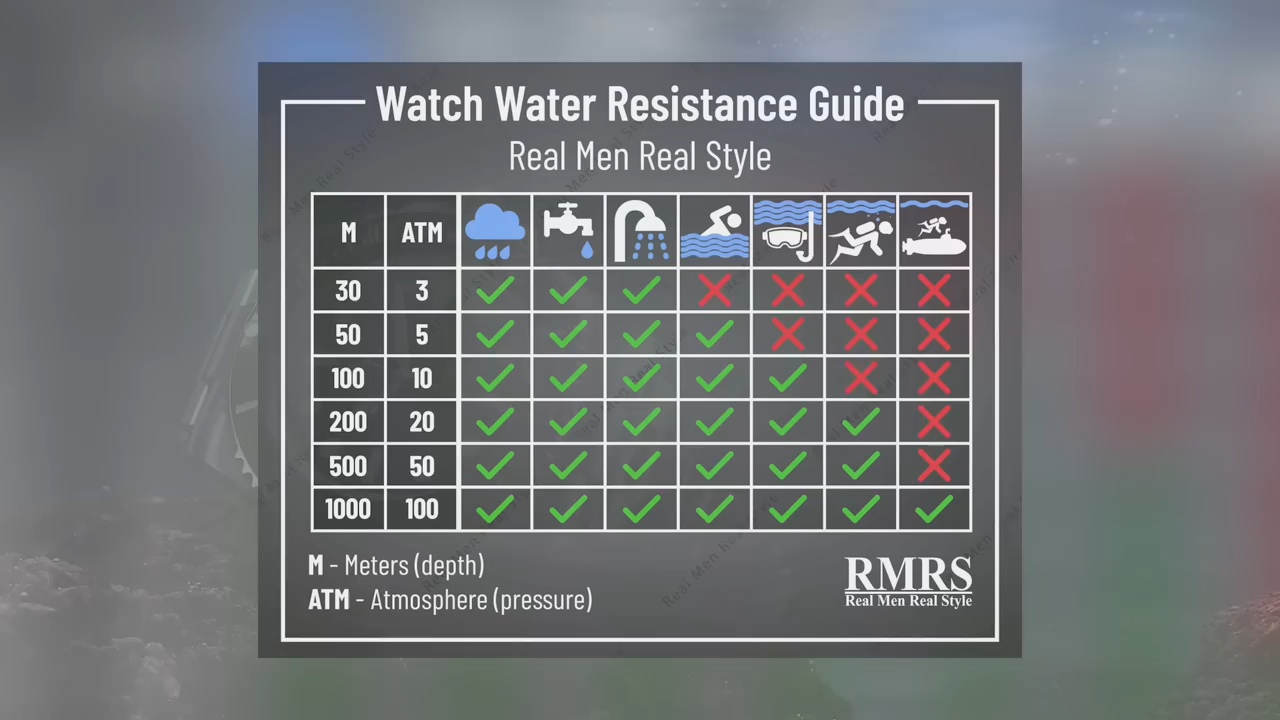 Watch Water Resistance Guide
Real Men Real Style
M ATM
30 3
50 5
100 10
200 20
500 50
1000 100
M - Meters (depth)
ATM - Atmosphere (pressure)
RMRS
Real Men Real Style